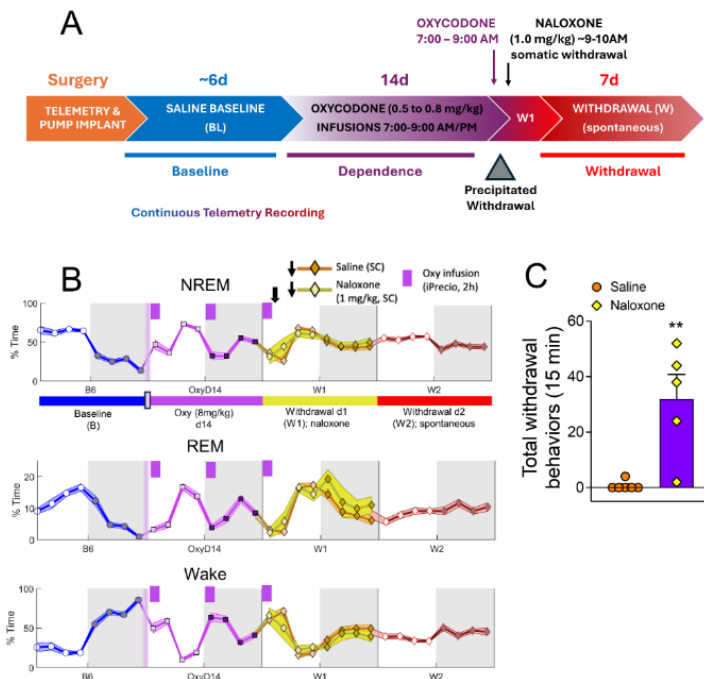 A
OXYCODONE
7:00 – 9:00 AM
NALOXONE
(1.0 mg/kg) ~9-10AM
somatic withdrawal
Surgery
~6d
14d
7d
TELEMETRY &
PUMP IMPLANT
SALINE BASELINE
(BL)
OXYCODONE (0.5 to 0.8 mg/kg)
INFUSIONS 7:00-9:00 AM/PM
W1
WITHDRAWAL (W)
(spontaneous)
Baseline
Dependence
Precipitated
Withdrawal
Withdrawal
Continuous Telemetry Recording
B
NREM
Saline (SC)
Naloxone
(1 mg/kg, SC)
Oxy infusion
(iPrecio, 2h)
% Time
100
50
0
B6
OxyD14
W1
W2
Baseline
(B)
Oxy (8mg/kg)
d14
Withdrawal d1
(W1); naloxone
Withdrawal d2
(W2); spontaneous
REM
% Time
20
10
0
B6
OxyD14
W1
W2
Wake
% Time
100
50
0
B6
OxyD14
W1
W2
C
Saline
Naloxone
Total withdrawal
behaviors (15 min)
60
40
20
0
**